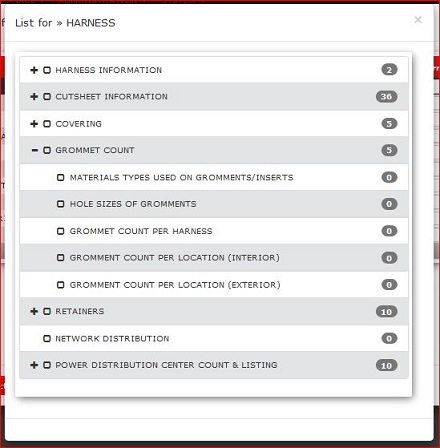 List for » HARNESS ×
HARNESS INFORMATION 2
CUTSHEET INFORMATION 36
COVERING 5
GROMMET COUNT 5
MATERIALS TYPES USED ON GROMMENTS/INSERTS 0
HOLE SIZES OF GROMMENTS 0
GROMMET COUNT PER HARNESS 0
GROMMENT COUNT PER LOCATION (INTERIOR) 0
GROMMENT COUNT PER LOCATION (EXTERIOR) 0
RETAINERS 10
NETWORK DISTRIBUTION 0
POWER DISTRIBUTION CENTER COUNT & LISTING 10